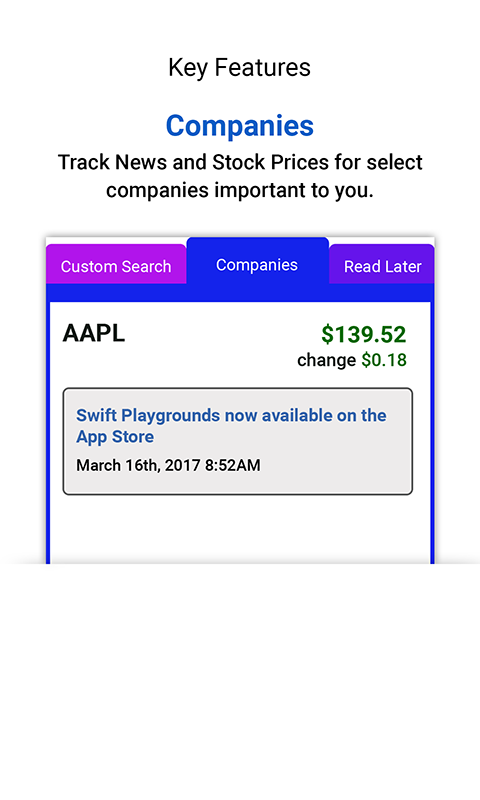 Key Features
Companies
Track News and Stock Prices for select
companies important to you.
Custom Search
Companies
Read Later
AAPL
$139.52
change $0.18
Swift Playgrounds now available on the
App Store
March 16th, 2017 8:52AM